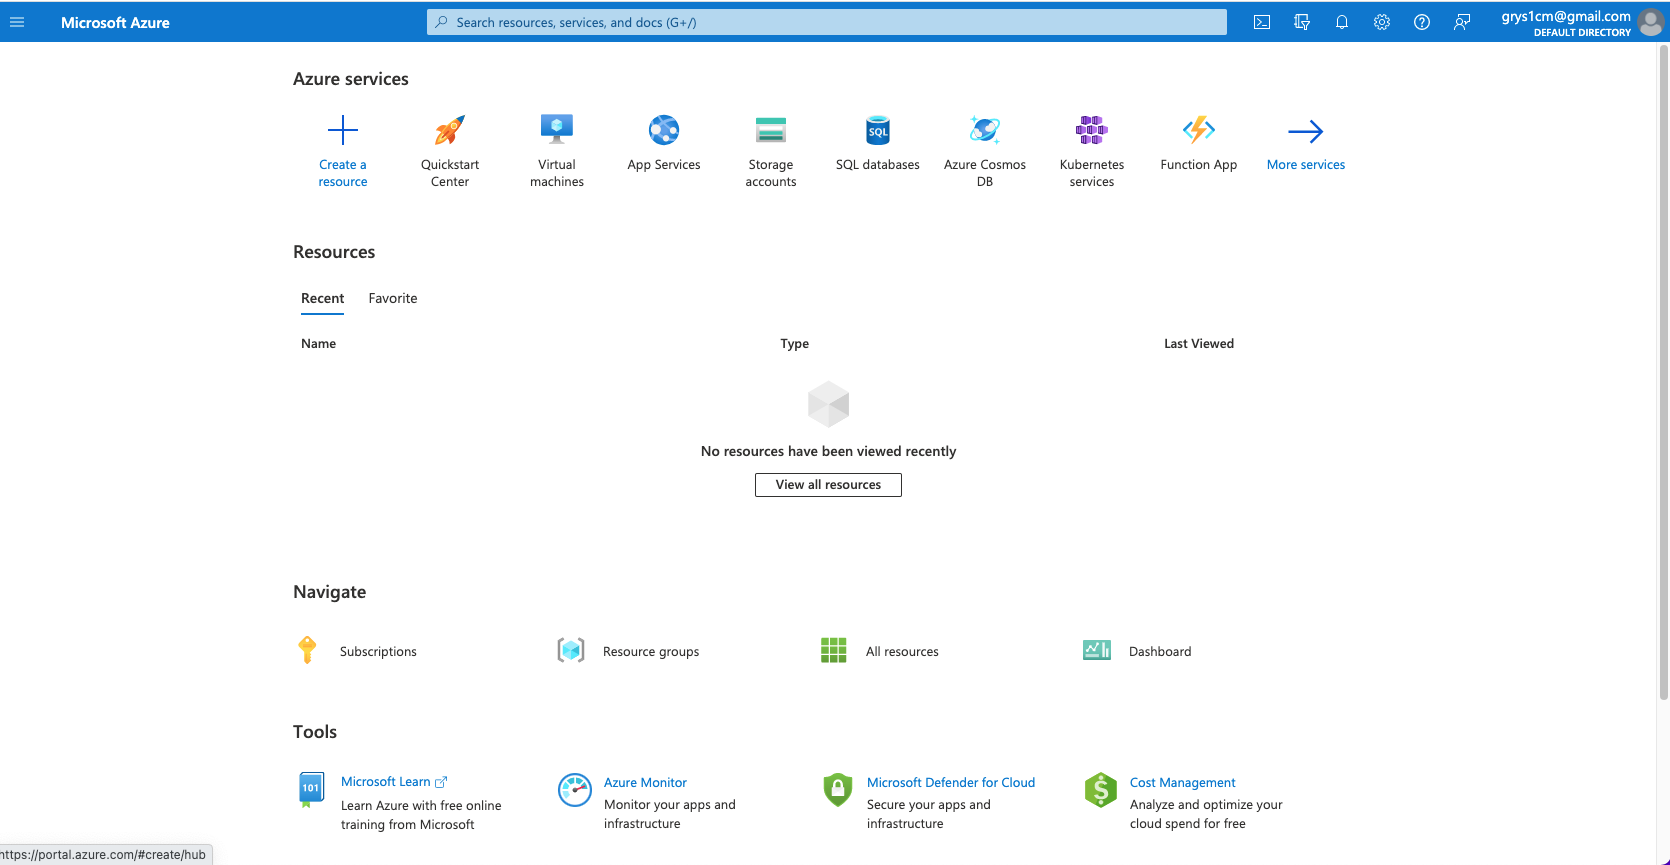 Microsoft Azure
Search resources, services, and docs (G+/)
grys1cm@gmail.com
DEFAULT DIRECTORY
Azure services
Create a
resource
Quickstart
Center
Virtual
machines
App Services
Storage
accounts
SQL
SQL databases
Azure Cosmos
DB
Kubernetes
services
Function App
More services
Resources
Recent
Favorite
Name
Type
Last Viewed
No resources have been viewed recently
View all resources
Navigate
Subscriptions
Resource groups
All resources
Dashboard
Tools
101
Microsoft Learn
Learn Azure with free online
training from Microsoft
Azure Monitor
Monitor your apps and
infrastructure
Microsoft Defender for Cloud
Secure your apps and
infrastructure
$
Cost Management
Analyze and optimize your
cloud spend for free
https://portal.azure.com/#create/hub